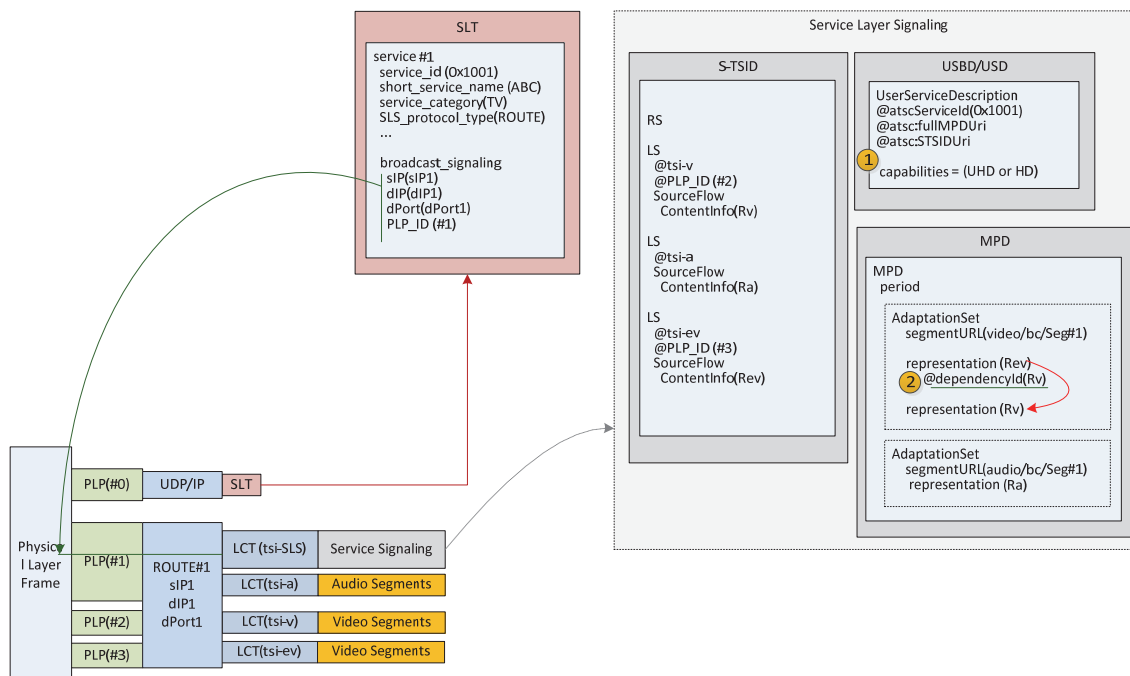 SLT
service #1
service_id (0x1001)
short_service_name (ABC)
service_category(TV)
SLS_protocol_type(ROUTE)
...
broadcast_signaling
sIP(sIP1)
dIP(dIP1)
dPort(dPort1)
PLP_ID (#1)
Service Layer Signaling
S-TSID
RS
LS
@tsi-v
@PLP_ID (#2)
SourceFlow
ContentInfo(Rv)
LS
@tsi-a
SourceFlow
ContentInfo(Ra)
LS
@tsi-ev
@PLP_ID (#3)
SourceFlow
ContentInfo(Rev)
USBD/USD
UserServiceDescription
@atscServiceId(0x1001)
@atsc:fullMPDUri
@atsc:STSIDUri
1
capabilities = (UHD or HD)
MPD
MPD
period
AdaptationSet
segmentURL(video/bc/Seg#1)
representation (Rev)
2 @dependencyId(Rv)
representation (Rv)
AdaptationSet
segmentURL(audio/bc/Seg#1)
representation (Ra)
Physica
l Layer
Frame
PLP(#0)
UDP/IP
SLT
PLP(#1)
ROUTE#1
sIP1
dIP1
dPort1
LCT (tsi-SLS)
Service Signaling
LCT(tsi-a)
Audio Segments
PLP(#2)
LCT(tsi-v)
Video Segments
PLP(#3)
LCT(tsi-ev)
Video Segments